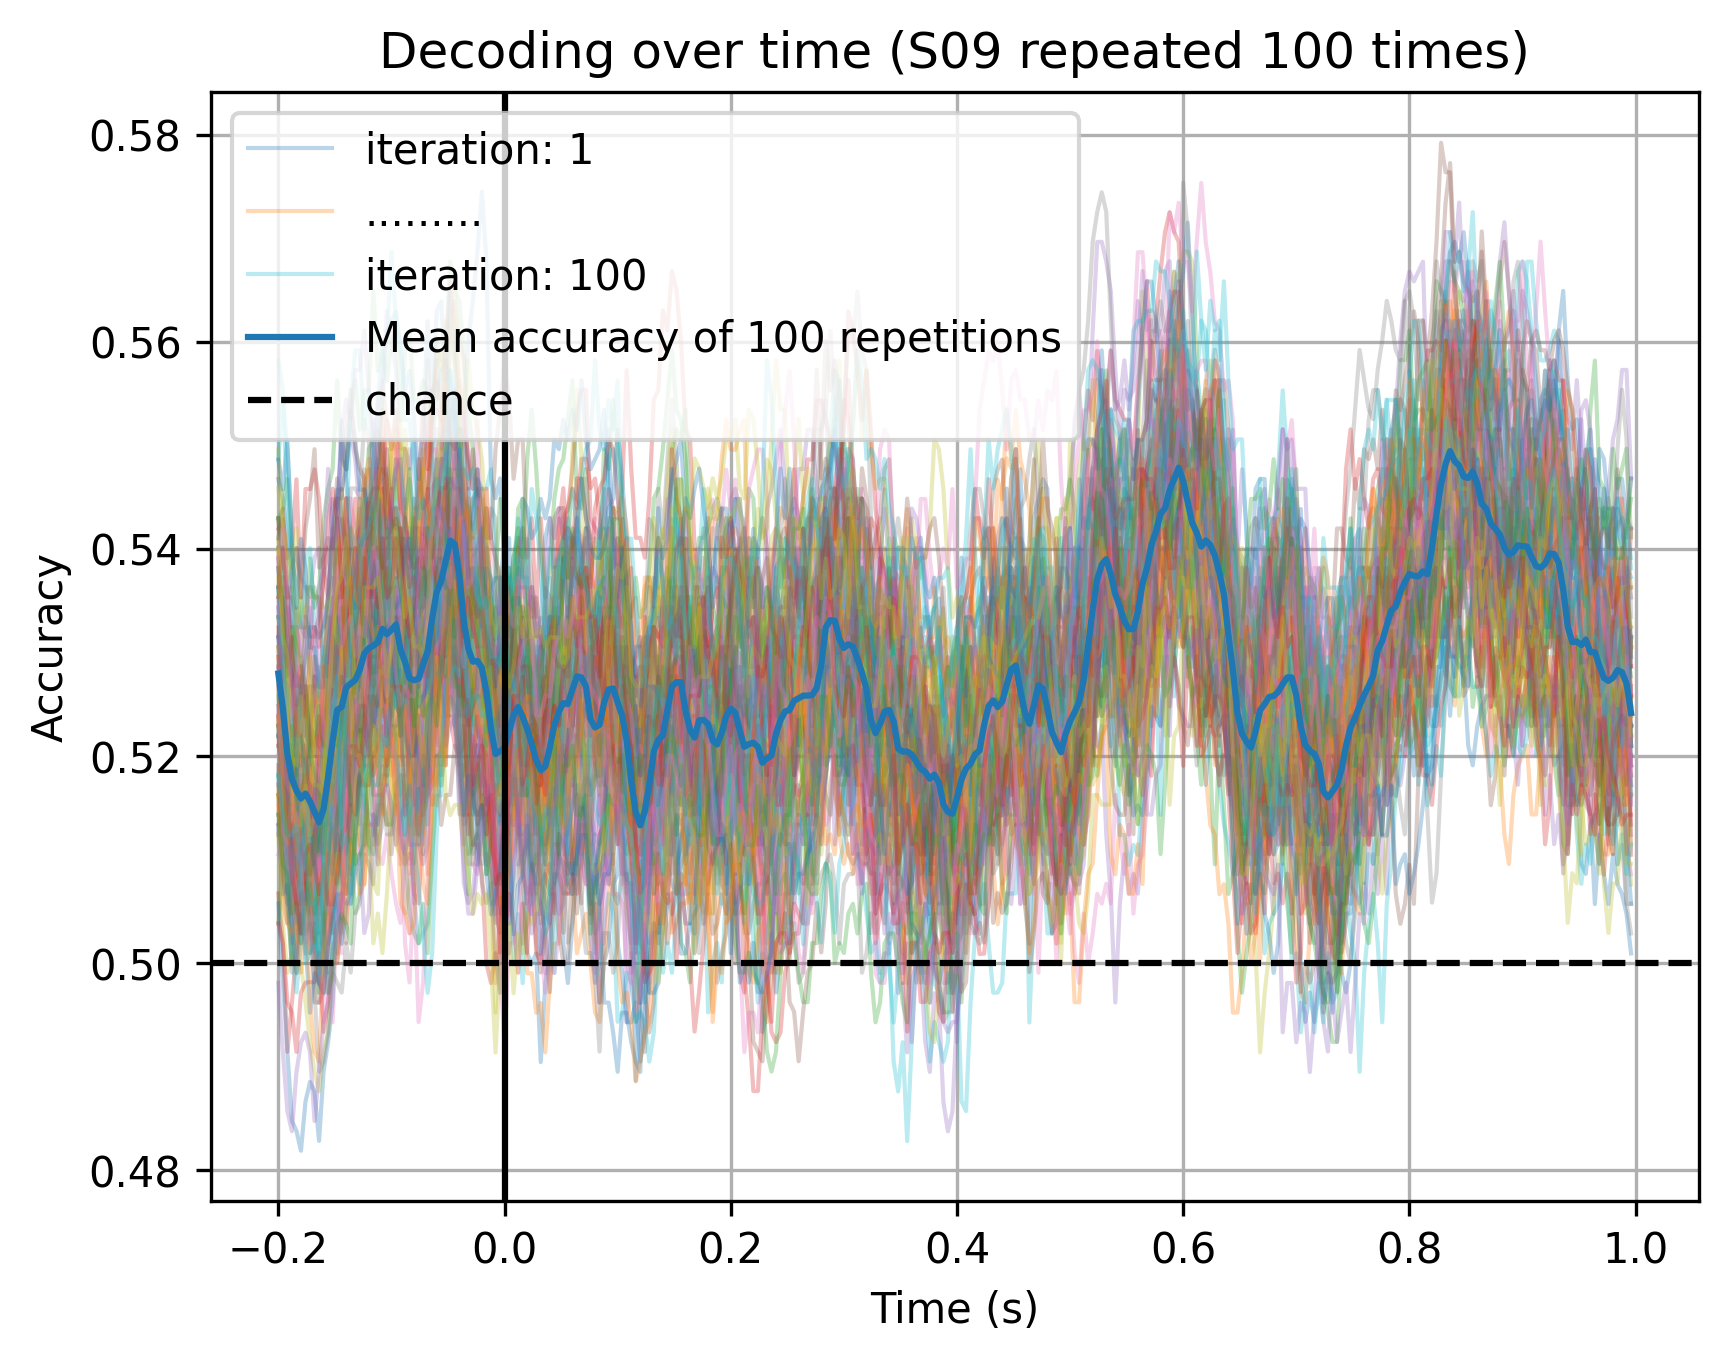 Decoding over time (S09 repeated 100 times)
iteration: 1
.........
iteration: 100
Mean accuracy of 100 repetitions
chance
Accuracy
0.58
0.56
0.54
0.52
0.50
0.48
−0.2 0.0 0.2 0.4 0.6 0.8 1.0
Time (s)